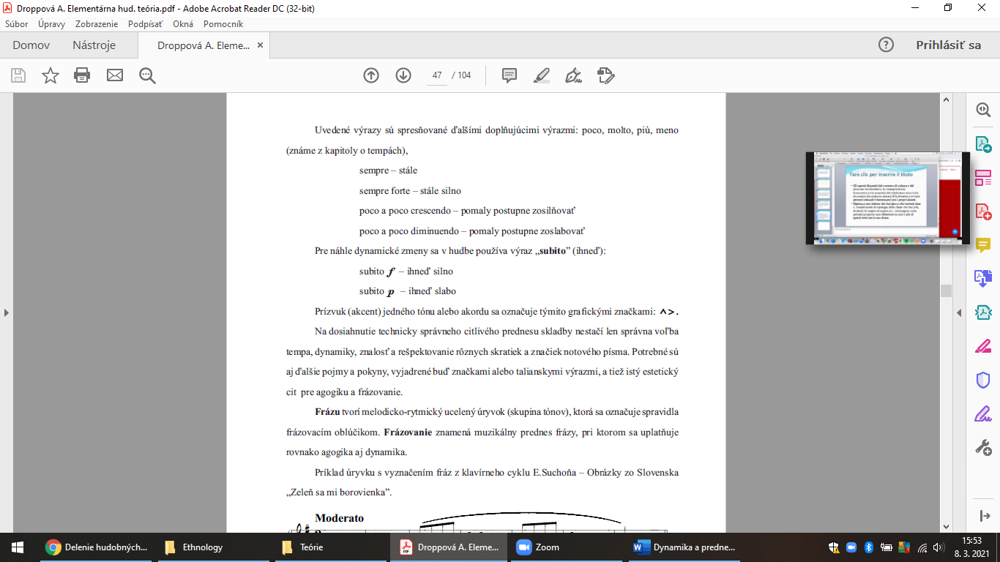 Droppová A. Elementárna hud. teória.pdf - Adobe Acrobat Reader DC (32-bit)
Súbor Úpravy Zobrazenie Podpísať Okná Pomocník
Domov Nástroje Droppová A. Eleme... × Prihlásiť sa
47 / 104
Uvedené výrazy sú spresňované ďalšími doplňujúcimi výrazmi: poco, molto, più, meno
(známe z kapitoly o tempách),
sempre – stále
sempre forte – stále silno
poco a poco crescendo – pomaly postupne zosilňovať
poco a poco diminuendo – pomaly postupne zoslabovať
Pre náhle dynamické zmeny sa v hudbe používa výraz „subito” (ihneď):
subito f – ihneď silno
subito p – ihneď slabo
Prízvuk (akcent) jedného tónu alebo akordu sa označuje týmito grafickými značkami: ^>.
Na dosiahnutie technicky správneho citlivého prednesu skladby nestačí len správna voľba
tempa, dynamiky, znalosť a rešpektovanie rôznych skratiek a značiek notového písma. Potrebné sú
aj ďalšie pojmy a pokyny, vyjadrené buď značkami alebo talianskymi výrazmi, a tiež istý estetický
cit pre agogiku a frázovanie.
Frázu tvorí melodicko-rytmický ucelený úryvok (skupina tónov), ktorá sa označuje spravidla
frázovacím oblúčikom. Frázovanie znamená muzikálny prednes frázy, pri ktorom sa uplatňuje
rovnako agogika aj dynamika.
Príklad úryvku s vyznačením fráz z klavírneho cyklu E.Suchoňa – Obrázky zo Slovenska
„Zeleň sa mi borovienka”.
Moderato
Fare clic per inserire il titolo
Delenie hudobných... Ethnology Teórie Droppová A. Eleme... Zoom Dynamika a predne...
15:53
8. 3. 2021